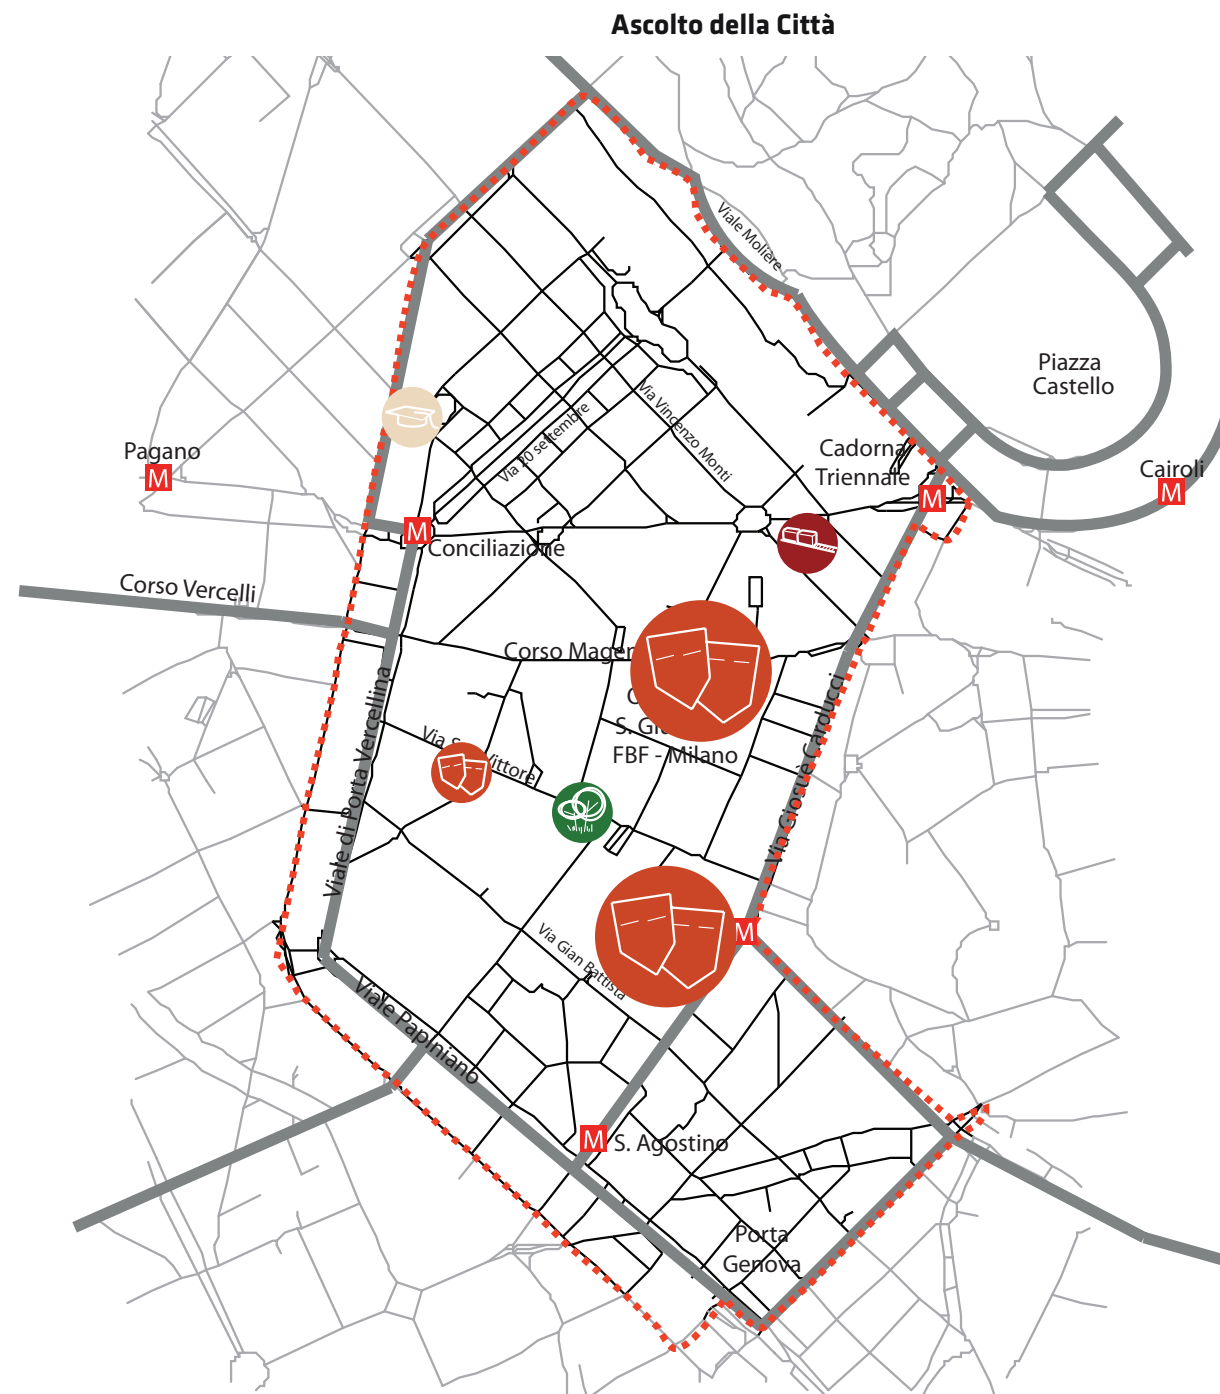 Ascolto della Città
Viale Molière
Piazza
Castello
Via Vincenzo Monti
Via 20 settembre
Cadorna
Triennale
Pagano
M
Cairoli
M
M
M
Conciliazione
Corso Vercelli
Corso
S.
FBF - Milano
Viale di Porta Vercellina
Via Giosuè Carducci
Via Vittore
M
Via Gian Battista
Viale Papiniano
M
S. Agostino
Porta
Genova